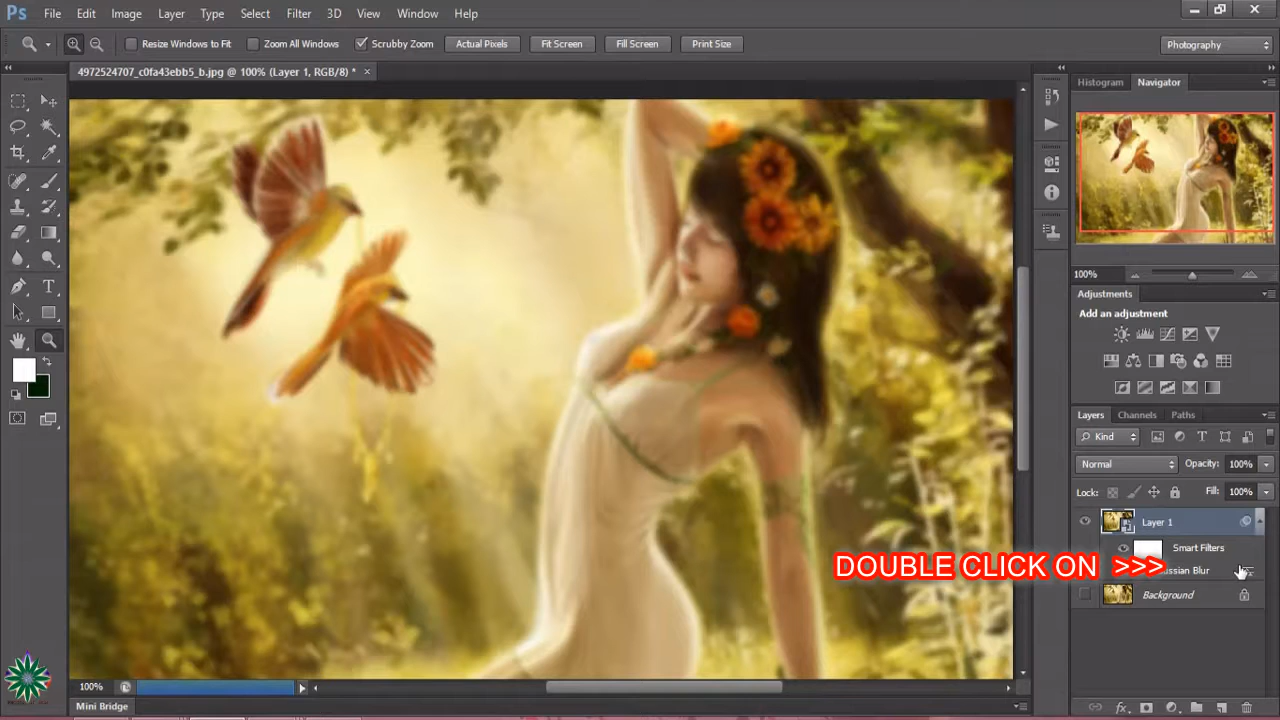 Ps File Edit Image Layer Type Select Filter 3D View Window Help
Resize Windows to Fit Zoom All Windows Scrubby Zoom Actual Pixels Fit Screen Fill Screen Print Size Photography
4972524707_c0fa43ebb5_b.jpg @ 100% (Layer 1, RGB/8) * ×
Histogram Navigator
100%
Adjustments
Add an adjustment
Layers Channels Paths
Kind
Normal Opacity: 100%
Lock: Fill: 100%
Layer 1
Smart Filters
DOUBLE CLICK ON >>>
ssian Blur
Background
100%
Mini Bridge